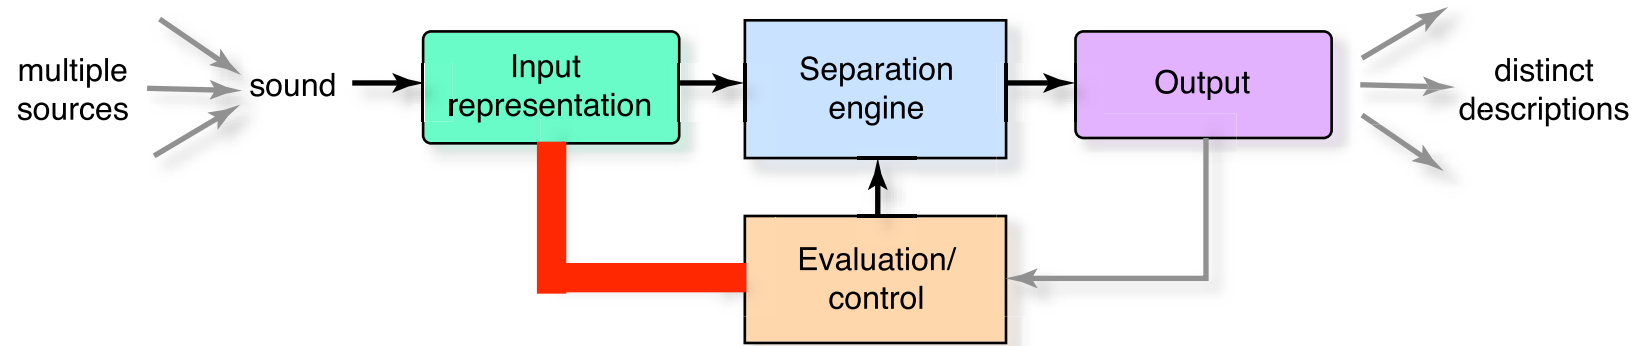 multiple
sources
sound
Input
representation
Separation
engine
Output
distinct
descriptions
Evaluation/
control